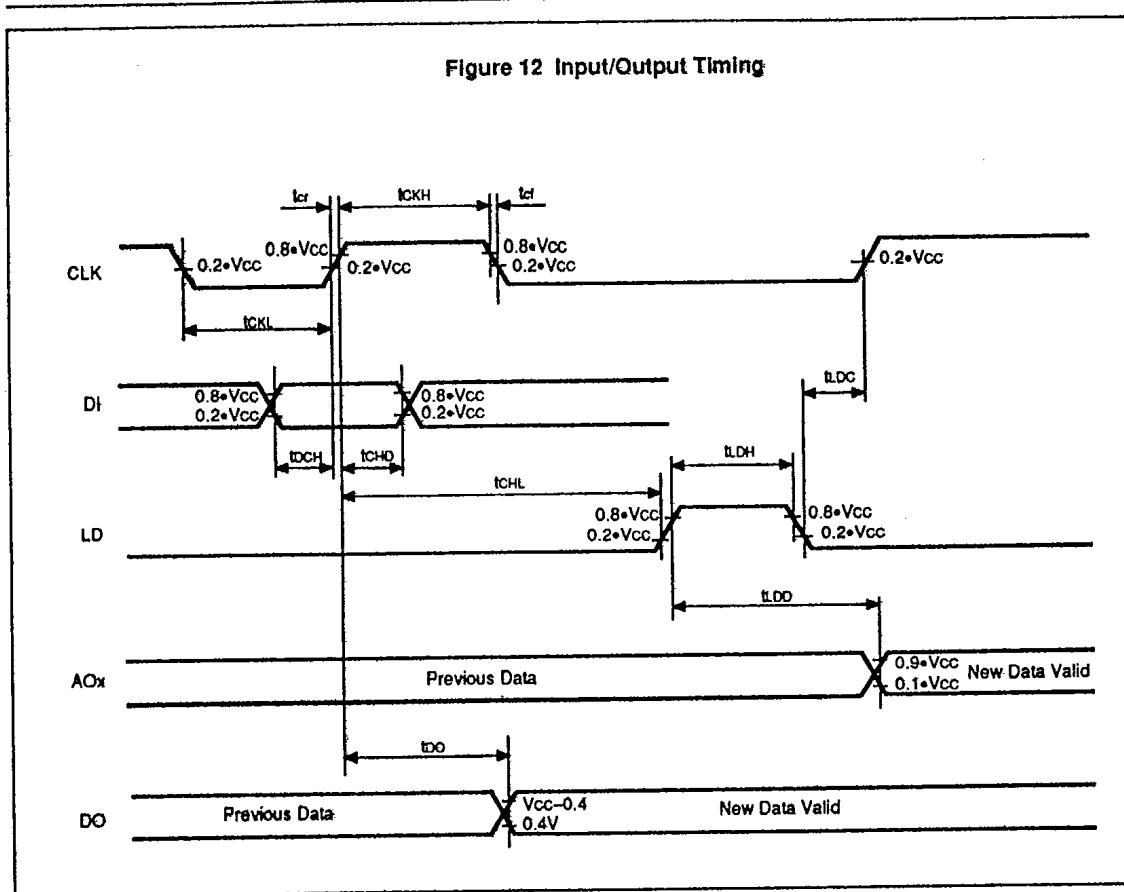 Figure 12 Input/Output Timing
tcr
tCKH
tcf
CLK
0.2•VCC
0.8•VCC
0.2•VCC
0.8•VCC
0.2•VCC
0.2•VCC
tCKL
tLDC
DI
0.8•VCC
0.2•VCC
0.8•VCC
0.2•VCC
tDCH
tCHD
tLDH
tCHL
LD
0.8•VCC
0.2•VCC
0.8•VCC
0.2•VCC
tLDD
AOx
Previous Data
0.9•VCC
0.1•VCC
New Data Valid
tDO
DO
Previous Data
VCC–0.4
0.4V
New Data Valid